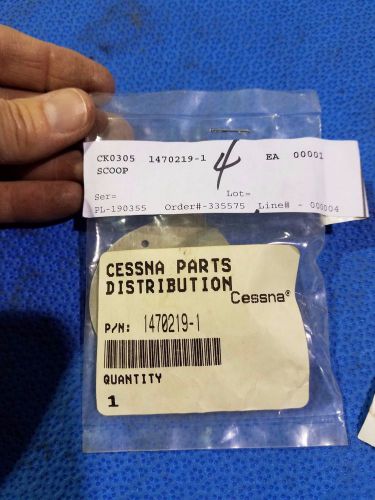 CK0305 1470219-1 4 EA 00001
SCOOP
Ser= Lot=
PL-190355 Order#-335575 Line# - 000004
CESSNA PARTS
DISTRIBUTION
Cessna®
P/N: 1470219-1
QUANTITY
1